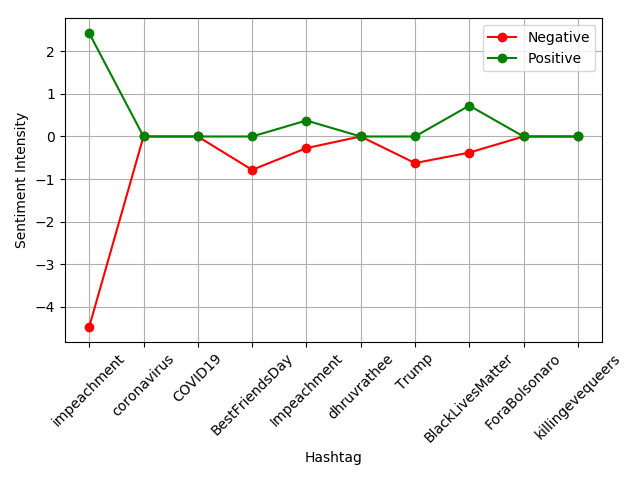 Negative
Positive
2
1
0
−1
−2
−3
−4
Sentiment Intensity
impeachment
coronavirus
COVID19
BestFriendsDay
Impeachment
dhruvrathee
Trump
BlackLivesMatter
ForaBolsonaro
killingevequeers
Hashtag